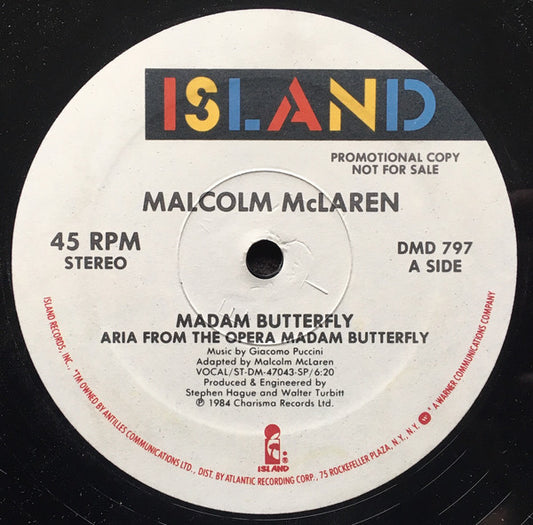 ISLAND
PROMOTIONAL COPY
NOT FOR SALE
MALCOLM McLAREN
45 RPM
STEREO
DMD 797
A SIDE
MADAM BUTTERFLY
ARIA FROM THE OPERA MADAM BUTTERFLY
Music by Giacomo Puccini
Adapted by Malcolm McLaren
VOCAL/ST-DM-47043-SP/6:20
Produced & Engineered by
Stephen Hague and Walter Turbitt
℗ 1984 Charisma Records Ltd.
ISLAND
ISLAND RECORDS, INC., "TM OWNED BY ANTILLES COMMUNICATIONS LTD., DIST. BY ATLANTIC RECORDING CORP., 75 ROCKEFELLER PLAZA, N.Y., N.Y. " A WARNER COMMUNICATIONS COMPANY